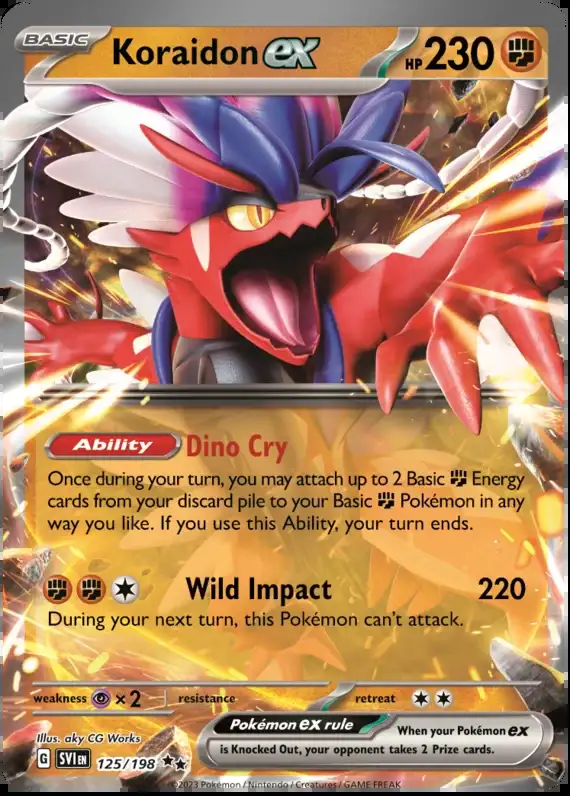 BASIC
Koraidon ex
HP 230
Ability Dino Cry
Once during your turn, you may attach up to 2 Basic Energy
cards from your discard pile to your Basic Pokémon in any
way you like. If you use this Ability, your turn ends.
Wild Impact 220
During your next turn, this Pokémon can't attack.
weakness ×2 resistance retreat
Pokémon ex rule
When your Pokémon ex
is Knocked Out, your opponent takes 2 Prize cards.
Illus. aky CG Works
G SVI EN 125/198
©2023 Pokémon / Nintendo / Creatures / GAME FREAK